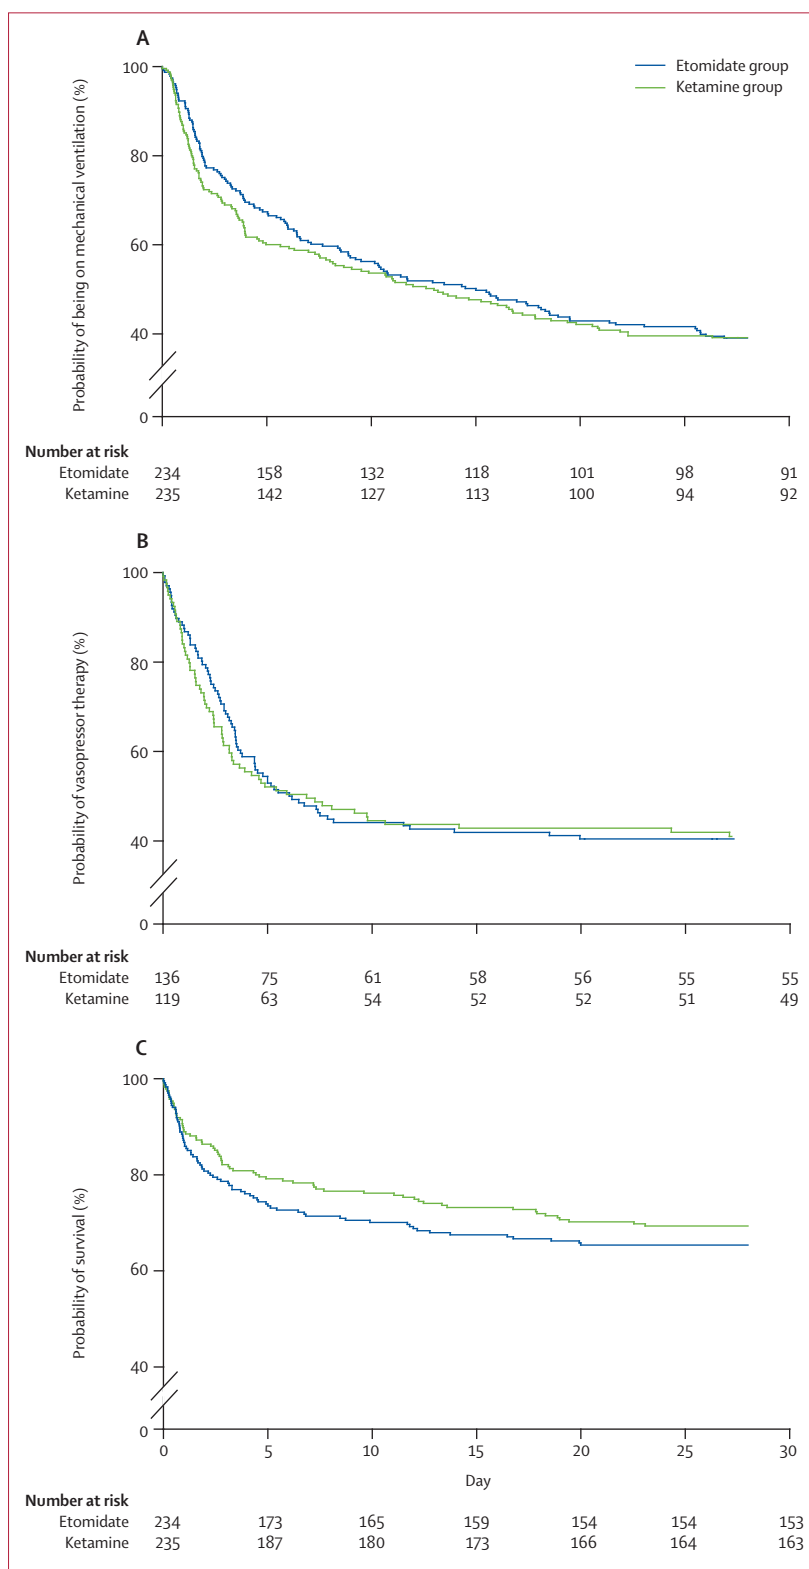 A
Probability of being on mechanical ventilation (%)
100
80
60
40
0
Etomidate group
Ketamine group
Number at risk
Etomidate 234 158 132 118 101 98 91
Ketamine 235 142 127 113 100 94 92
B
Probability of vasopressor therapy (%)
100
80
60
40
0
Number at risk
Etomidate 136 75 61 58 56 55 55
Ketamine 119 63 54 52 52 51 49
C
Probability of survival (%)
100
80
60
40
0
0 5 10 15 20 25 30
Day
Number at risk
Etomidate 234 173 165 159 154 154 153
Ketamine 235 187 180 173 166 164 163